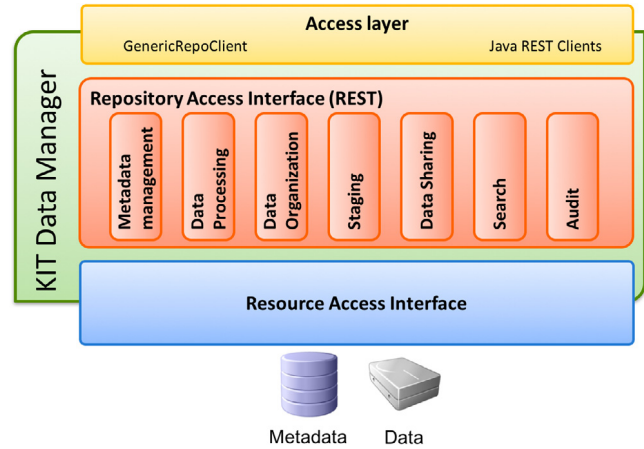 Access layer
GenericRepoClient Java REST Clients
KIT Data Manager
Repository Access Interface (REST)
Metadata
management
Data
Processing
Data
Organization
Staging
Data Sharing
Search
Audit
Resource Access Interface
Metadata Data